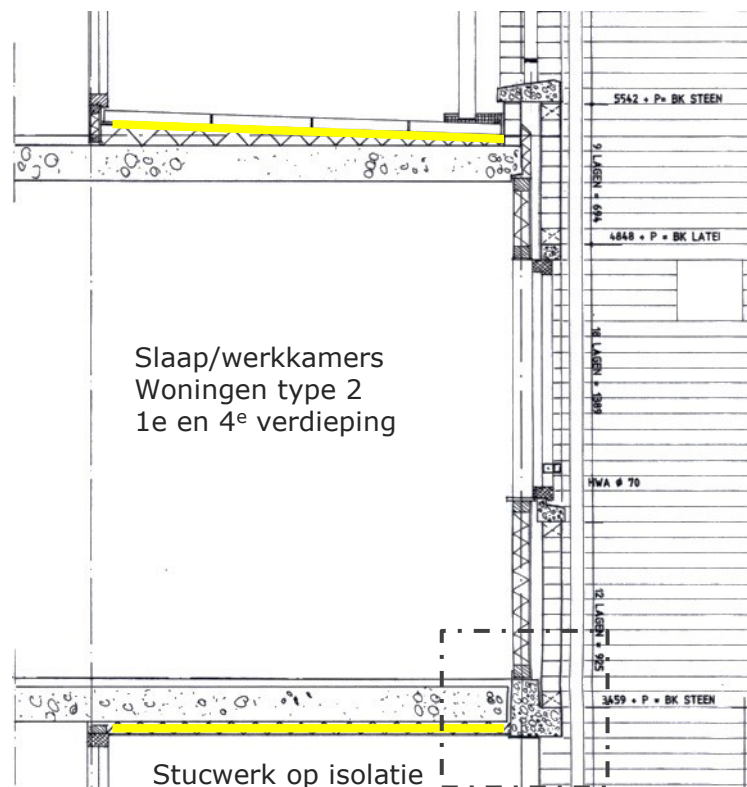 5542 + P= BK STEEN
9 LAGEN = 694
4848 + P = BK LATEI
Slaap/werkkamers
Woningen type 2
1e en 4e verdieping
18 LAGEN = 1389
HWA ø 70
12 LAGEN = 925
3459 + P = BK STEEN
Stucwerk op isolatie